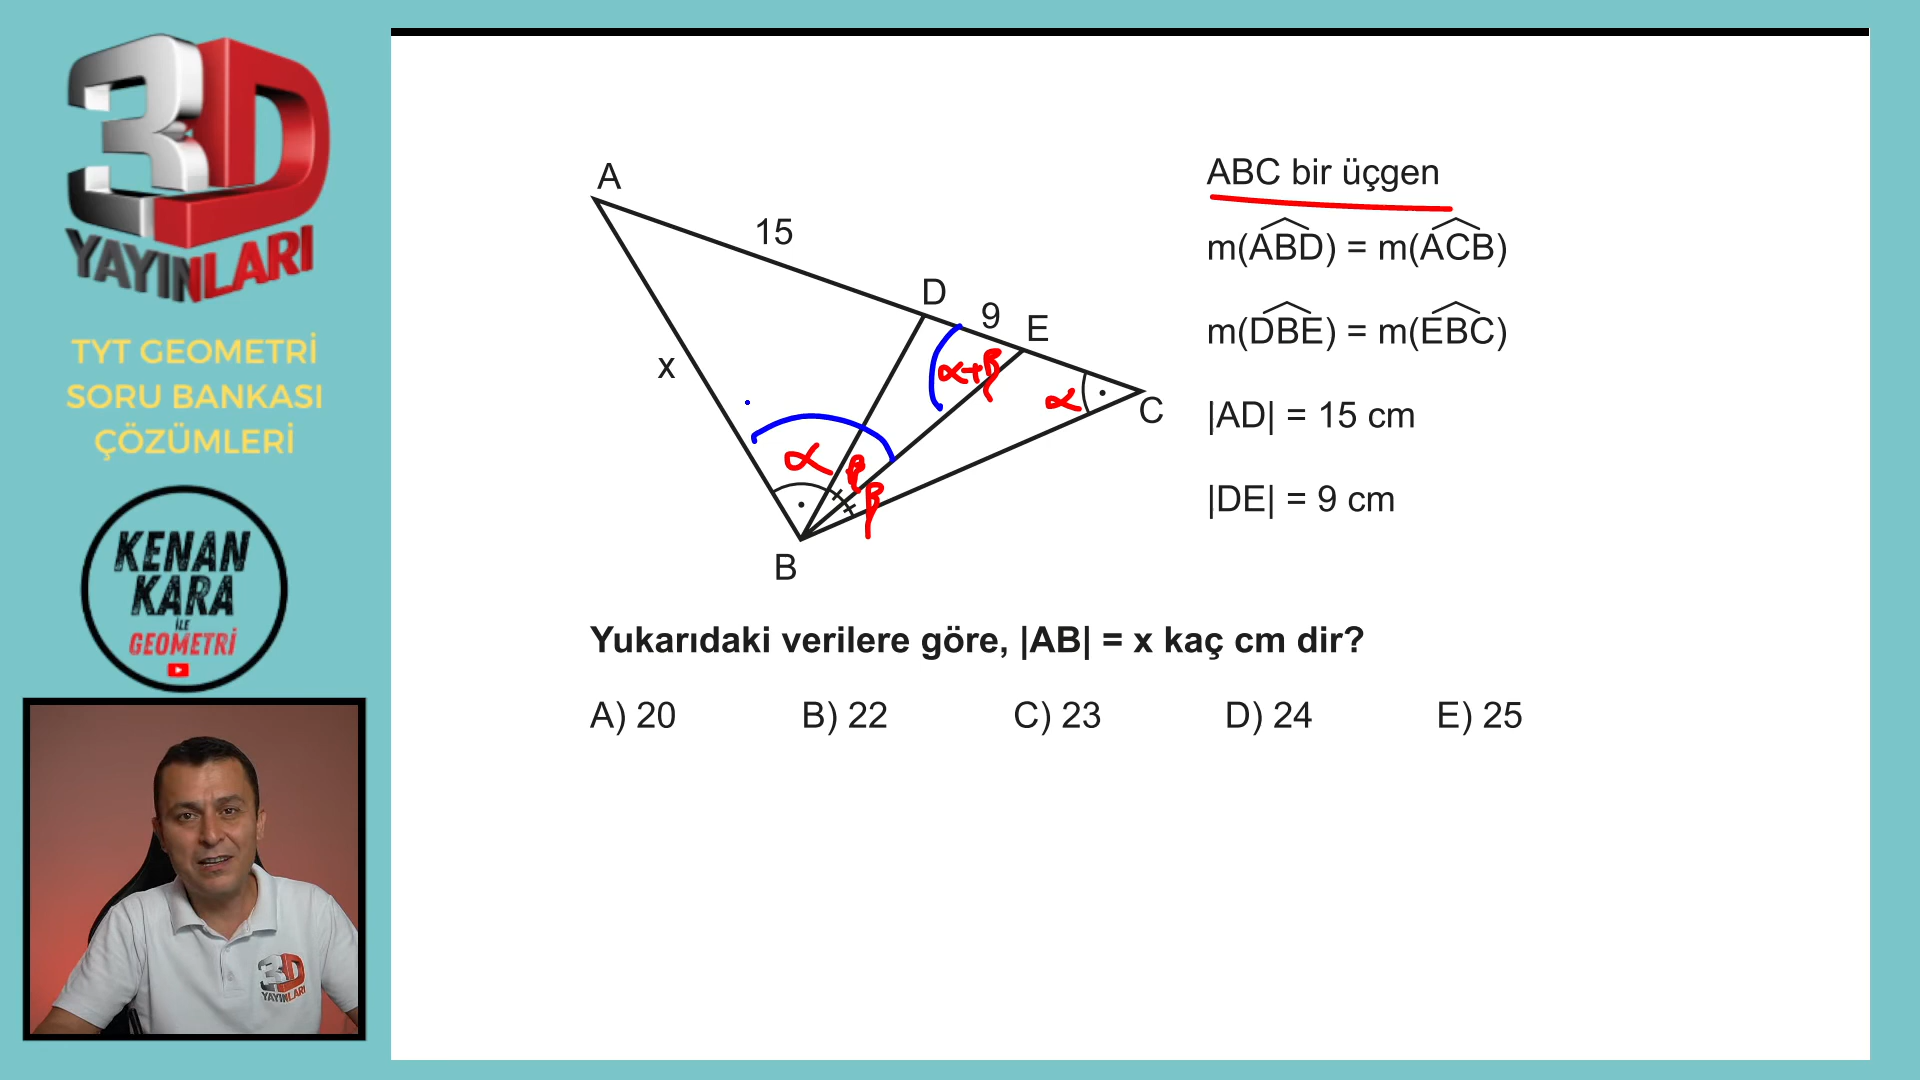 3D
YAYINLARI
TYT GEOMETRİ
SORU BANKASI
ÇÖZÜMLERİ
KENAN
KARA
İLE
GEOMETRİ
3D
YAYINLARI
A
15
D
9
E
x
α+β
α
C
α
β
β
B
ABC bir üçgen
m(ABD) = m(ACB)
m(DBE) = m(EBC)
|AD| = 15 cm
|DE| = 9 cm
Yukarıdaki verilere göre, |AB| = x kaç cm dir?
A) 20 B) 22 C) 23 D) 24 E) 25